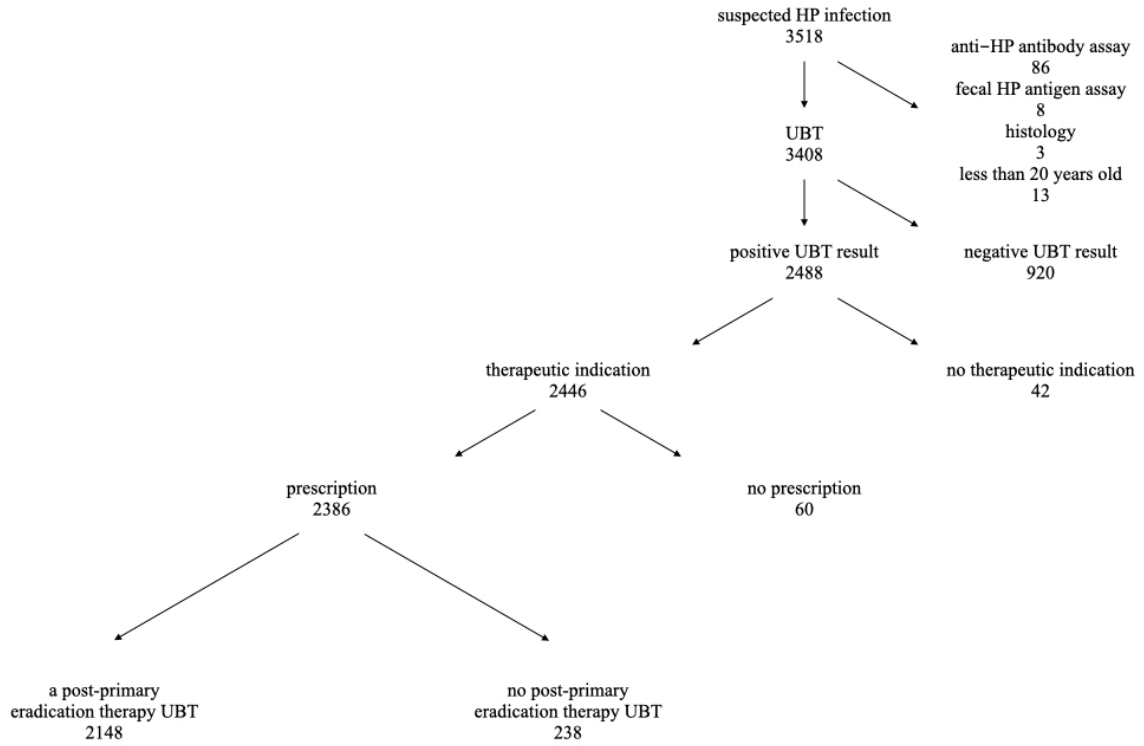 suspected HP infection
3518
anti−HP antibody assay
86
fecal HP antigen assay
8
histology
3
less than 20 years old
13
UBT
3408
positive UBT result
2488
negative UBT result
920
therapeutic indication
2446
no therapeutic indication
42
prescription
2386
no prescription
60
a post-primary
eradication therapy UBT
2148
no post-primary
eradication therapy UBT
238